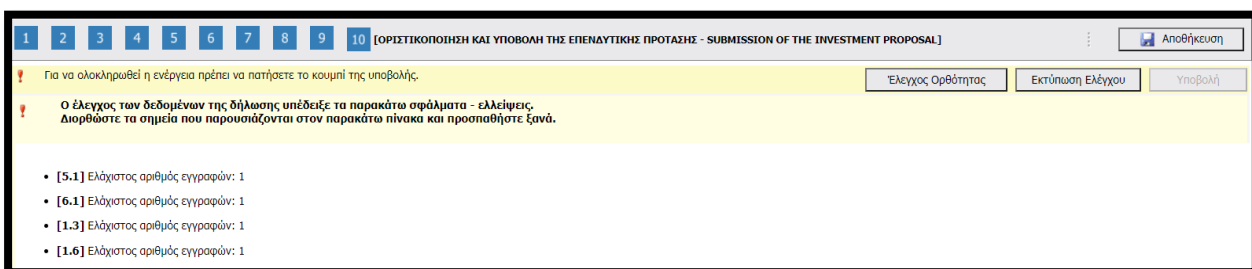 1 2 3 4 5 6 7 8 9 10 [ΟΡΙΣΤΙΚΟΠΟΙΗΣΗ ΚΑΙ ΥΠΟΒΟΛΗ ΤΗΣ ΕΠΕΝΔΥΤΙΚΗΣ ΠΡΟΤΑΣΗΣ - SUBMISSION OF THE INVESTMENT PROPOSAL] Αποθήκευση
Για να ολοκληρωθεί η ενέργεια πρέπει να πατήσετε το κουμπί της υποβολής. Έλεγχος Ορθότητας Εκτύπωση Ελέγχου Υποβολή
Ο έλεγχος των δεδομένων της δήλωσης υπέδειξε τα παρακάτω σφάλματα - ελλείψεις.
Διορθώστε τα σημεία που παρουσιάζονται στον παρακάτω πίνακα και προσπαθήστε ξανά.
• [5.1] Ελάχιστος αριθμός εγγραφών: 1
• [6.1] Ελάχιστος αριθμός εγγραφών: 1
• [1.3] Ελάχιστος αριθμός εγγραφών: 1
• [1.6] Ελάχιστος αριθμός εγγραφών: 1